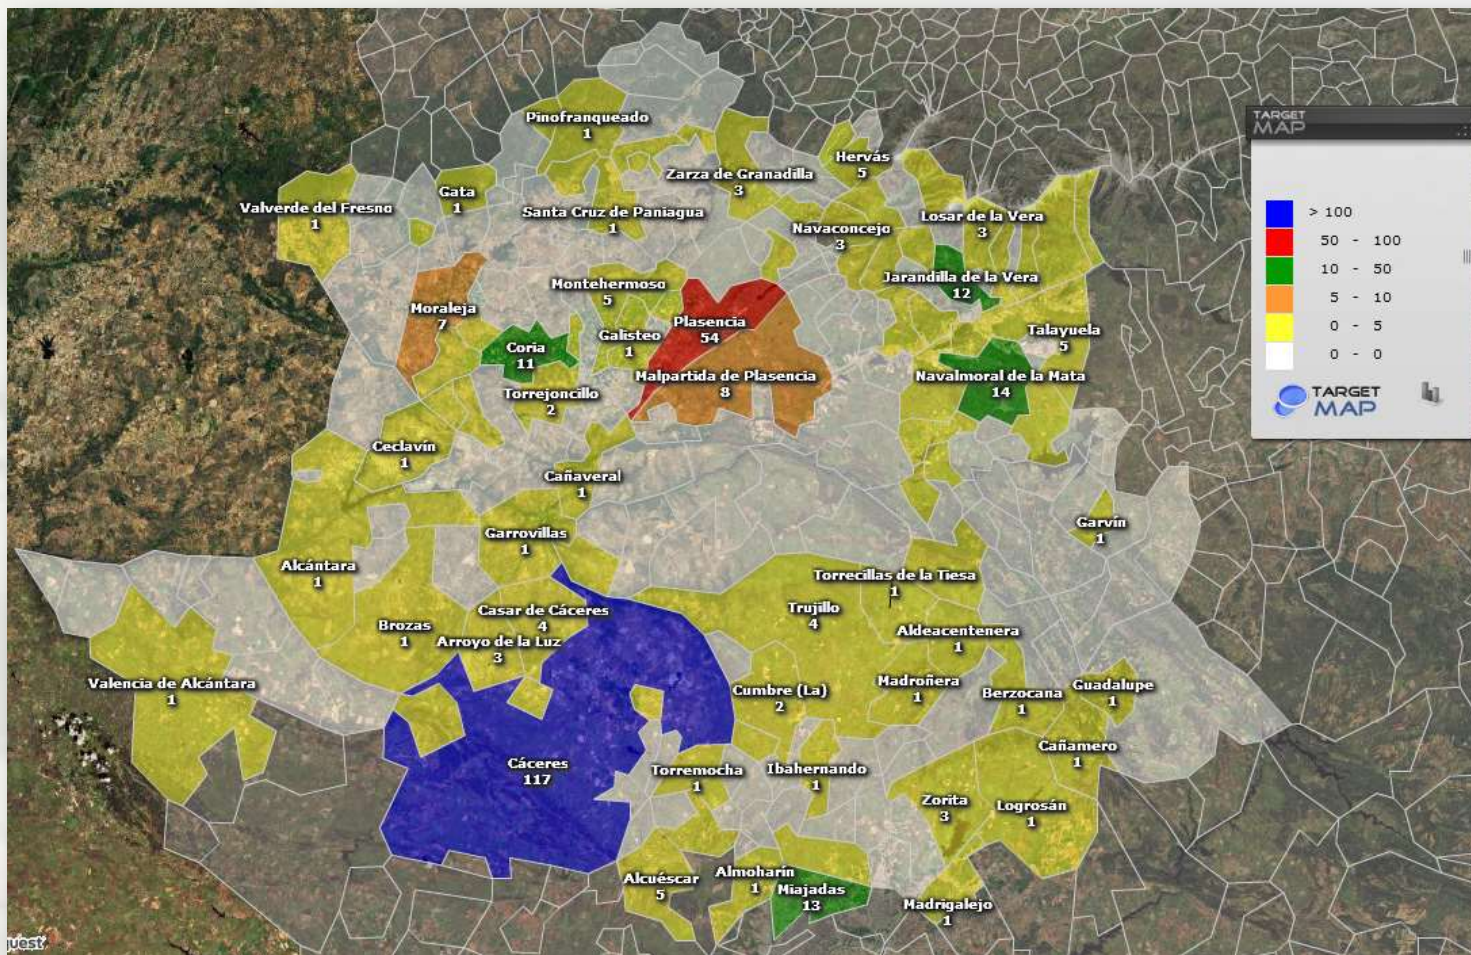 TARGET
MAP
> 100
50 - 100
10 - 50
5 - 10
0 - 5
0 - 0
TARGET
MAP
Pinofranqueado
1
Hervás
5
Zarza de Granadilla
3
Gata
1
Valverde del Fresno
1
Santa Cruz de Paniagua
1
Losar de la Vera
3
Navaconcejo
3
Jarandilla de la Vera
12
Montehermoso
5
Moraleja
7
Plasencia
54
Talayuela
5
Galisteo
1
Coria
11
Malpartida de Plasencia
8
Navalmoral de la Mata
14
Torrejoncillo
2
Ceclavín
1
Cañaveral
1
Garvín
1
Garrovillas
1
Alcántara
1
Torrecillas de la Tiesa
1
Trujillo
4
Casar de Cáceres
4
Brozas
1
Aldeacentenera
1
Arroyo de la Luz
3
Valencia de Alcántara
1
Madroñera
1
Guadalupe
1
Cumbre (La)
2
Berzocana
1
Cañamero
1
Cáceres
117
Torremocha
1
Ibahernando
1
Zorita
3
Logrosán
1
Almoharín
1
Alcuéscar
5
Miajadas
13
Madrigalejo
1
quest